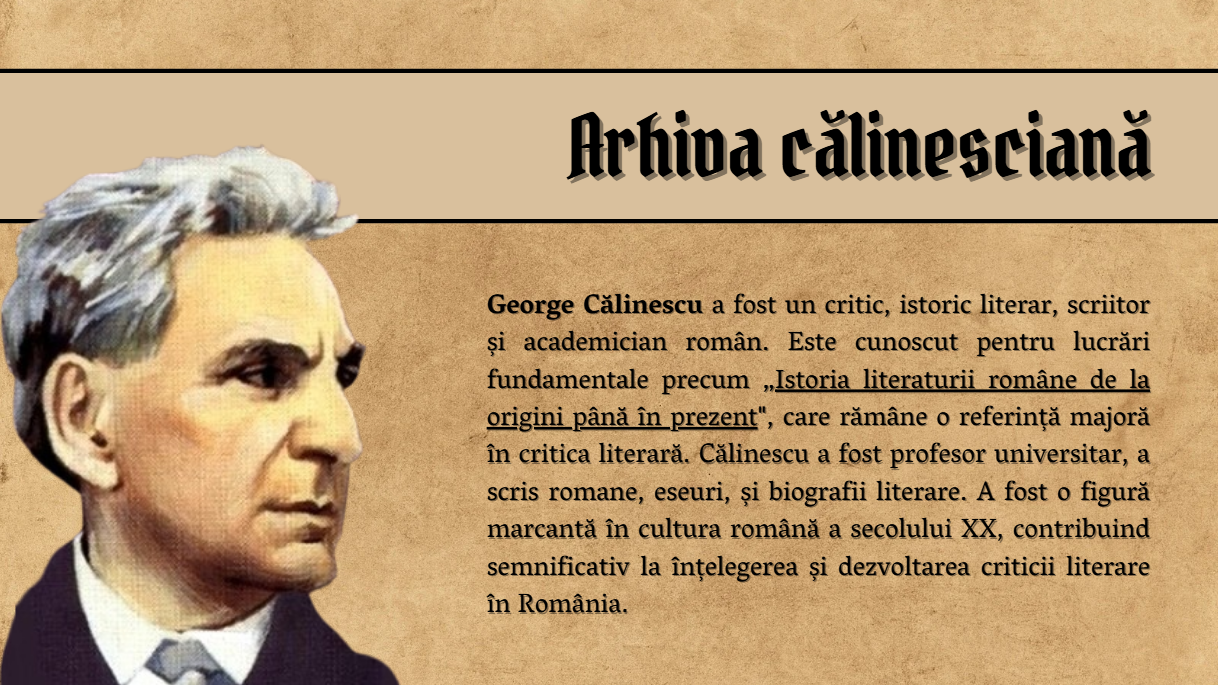 Arhiva călinesciană
George Călinescu a fost un critic, istoric literar, scriitor
și academician român. Este cunoscut pentru lucrări
fundamentale precum „Istoria literaturii române de la
origini până în prezent", care rămâne o referință majoră
în critica literară. Călinescu a fost profesor universitar, a
scris romane, eseuri, și biografii literare. A fost o figură
marcantă în cultura română a secolului XX, contribuind
semnificativ la înțelegerea și dezvoltarea criticii literare
în România.